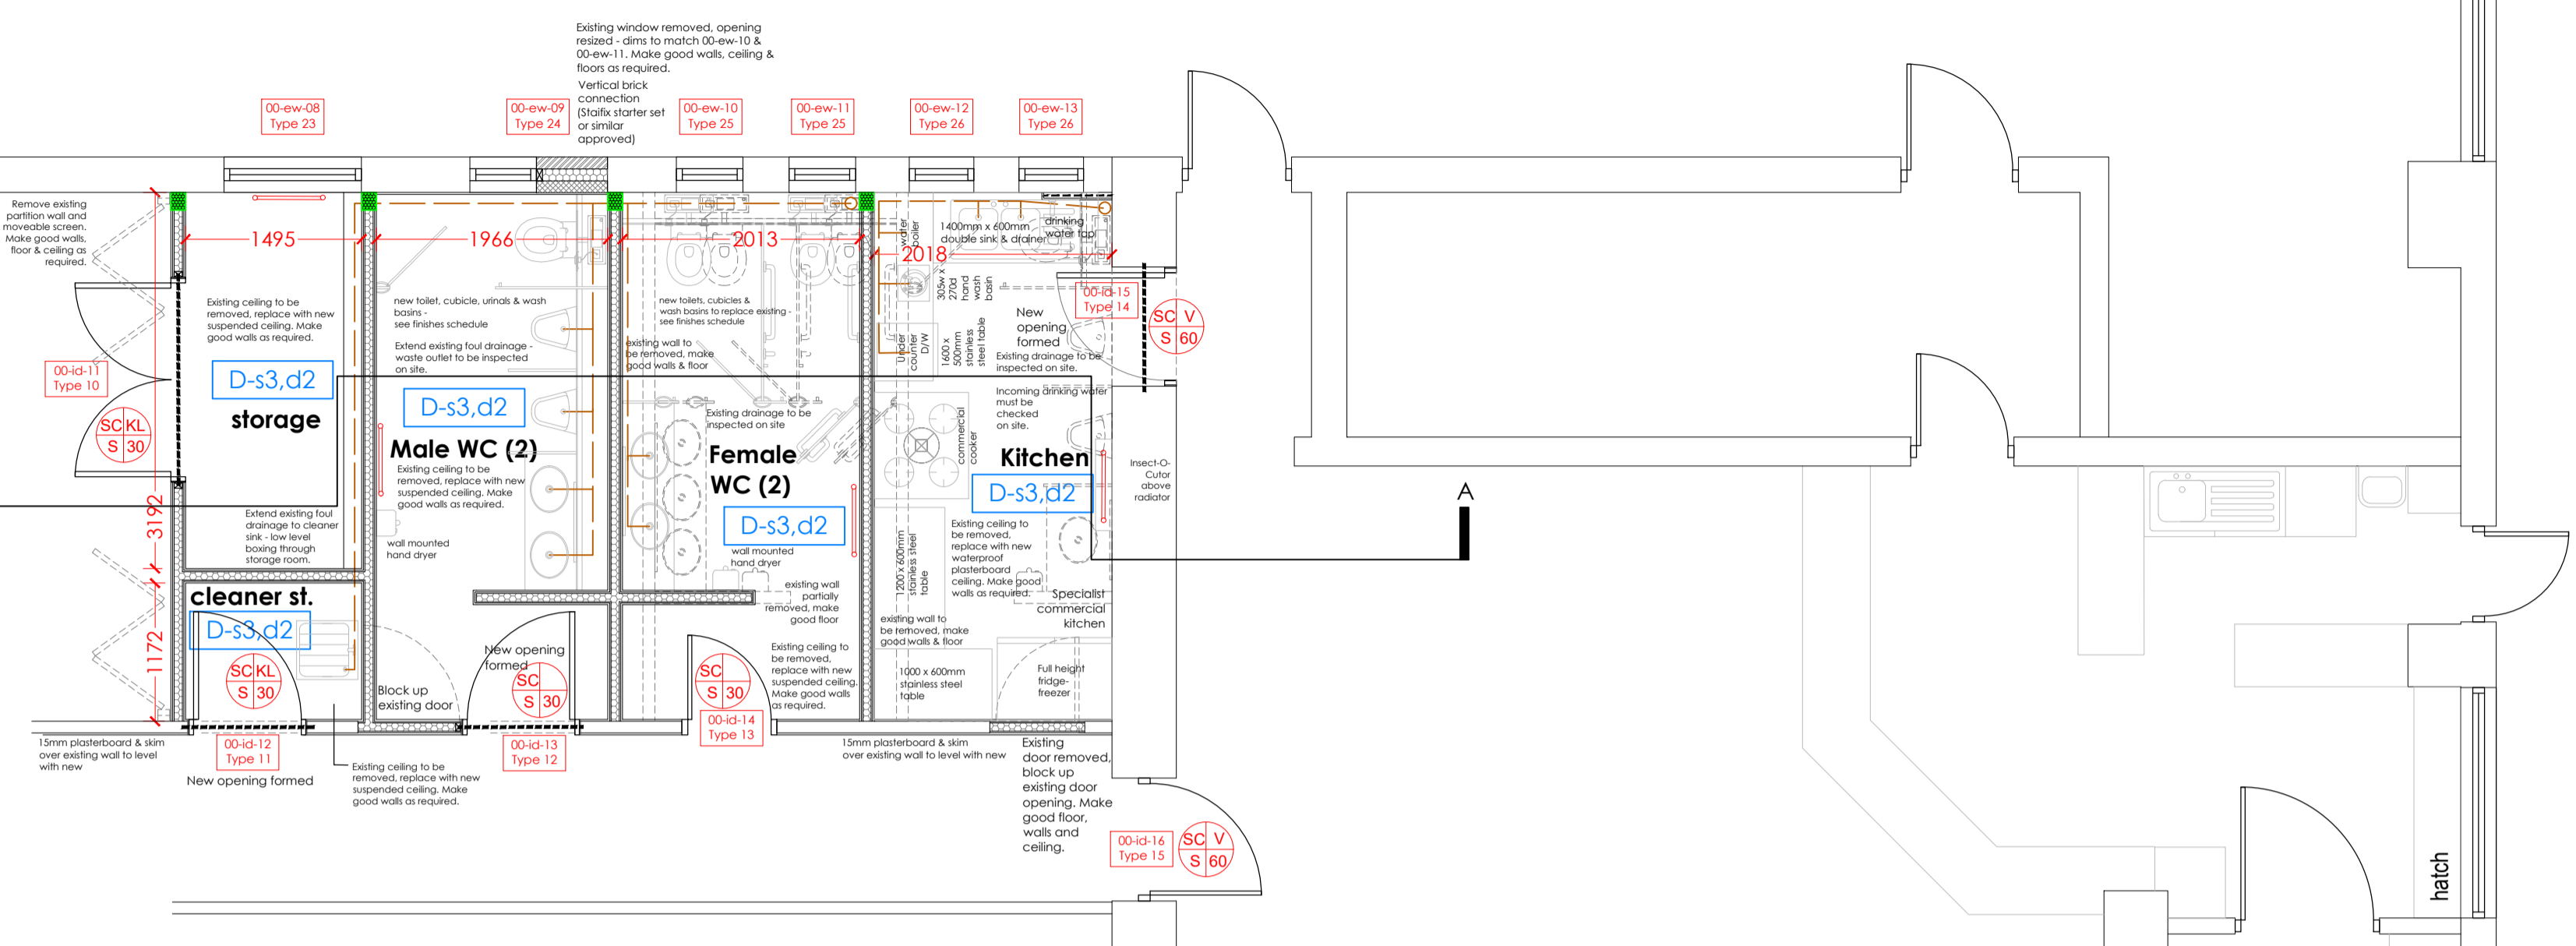 Existing window removed, opening
resized - dims to match 00-ew-10 &
00-ew-11. Make good walls, ceiling &
floors as required.
Vertical brick
connection
(Staifix starter set
or similar
approved)
00-ew-08
Type 23
00-ew-09
Type 24
00-ew-10
Type 25
00-ew-11
Type 25
00-ew-12
Type 26
00-ew-13
Type 26
Remove existing
partition wall and
moveable screen.
Make good walls,
floor & ceiling as
required.
1495
1966
2013
2018
water
boiler
1400mm x 600mm
double sink & drainer
drinking
water tap
305w x
270d
hand
wash
basin
00-id-15
Type 14
SC V
S 60
New
opening
formed
Existing ceiling to be
removed, replace with new
suspended ceiling. Make
good walls as required.
D-s3,d2
storage
new toilet, cubicle, urinals & wash
basins -
see finishes schedule
Extend existing foul drainage -
waste outlet to be inspected
on site.
D-s3,d2
Male WC (2)
Existing ceiling to be
removed, replace with new
suspended ceiling. Make
good walls as required.
wall mounted
hand dryer
new toilets, cubicles &
wash basins to replace existing -
see finishes schedule
existing wall to
be removed, make
good walls & floor
Existing drainage to be
inspected on site
Female
WC (2)
D-s3,d2
wall mounted
hand dryer
existing wall
partially
removed, make
good floor
Existing ceiling to
be removed,
replace with new
suspended ceiling.
Make good walls
as required.
Under
counter
D/W
1600 x
500mm
stainless
steel table
Existing drainage to be
inspected on site.
Incoming drinking water
must be
checked
on site.
commercial
cooker
Kitchen
D-s3,d2
Insect-O-
Cutor
above
radiator
Existing ceiling to
be removed,
replace with new
waterproof
plasterboard
ceiling. Make good
walls as required.
1200 x 600mm
stainless steel
table
Specialist
commercial
kitchen
existing wall to
be removed, make
good walls & floor
1000 x 600mm
stainless steel
table
Full height
fridge-
freezer
A
00-id-11
Type 10
SC KL
S 30
3192
Extend existing foul
drainage to cleaner
sink - low level
boxing through
storage room.
cleaner st.
D-s3,d2
1172
SC KL
S 30
Block up
existing door
New opening
formed
SC
S 30
SC
S 30
00-id-14
Type 13
00-id-12
Type 11
00-id-13
Type 12
15mm plasterboard & skim
over existing wall to level
with new
New opening formed
Existing ceiling to be
removed, replace with new
suspended ceiling. Make
good walls as required.
15mm plasterboard & skim
over existing wall to level with new
Existing
door removed,
block up
existing door
opening. Make
good floor,
walls and
ceiling.
00-id-16
Type 15
SC V
S 60
hatch